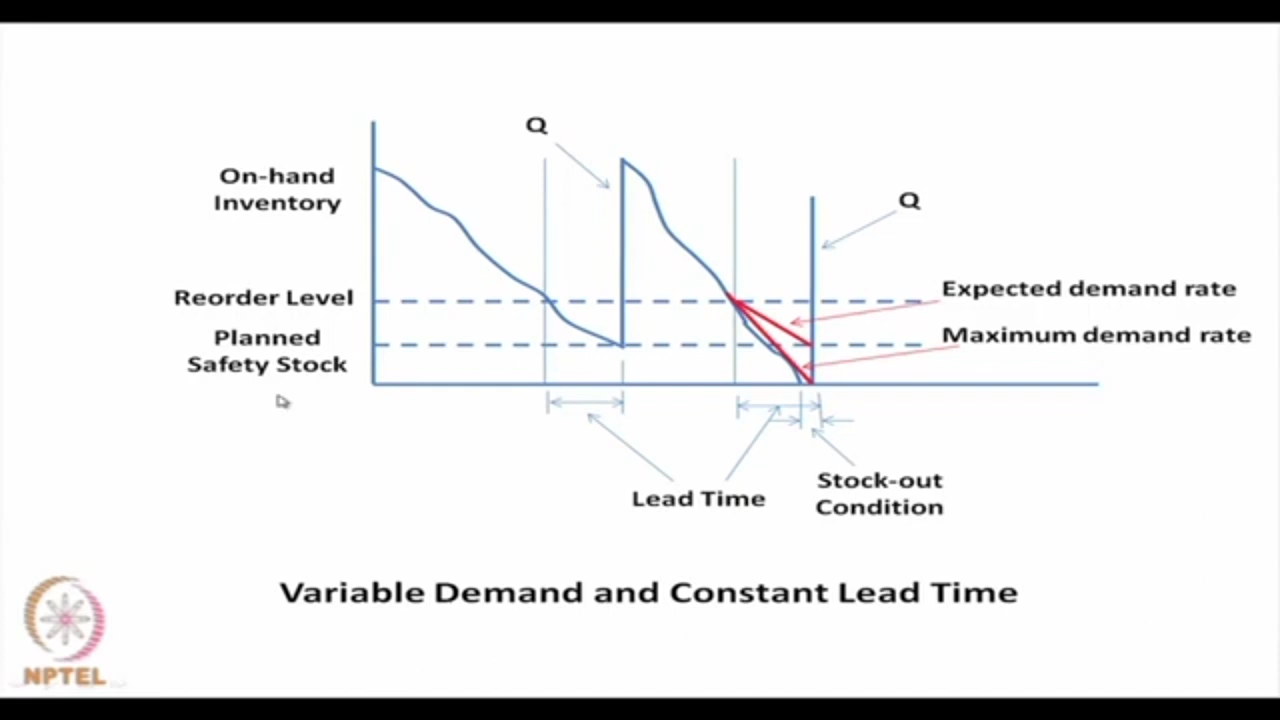 Q
On-hand
Inventory
Q
Expected demand rate
Reorder Level
Maximum demand rate
Planned
Safety Stock
Lead Time
Stock-out
Condition
Variable Demand and Constant Lead Time
NPTEL